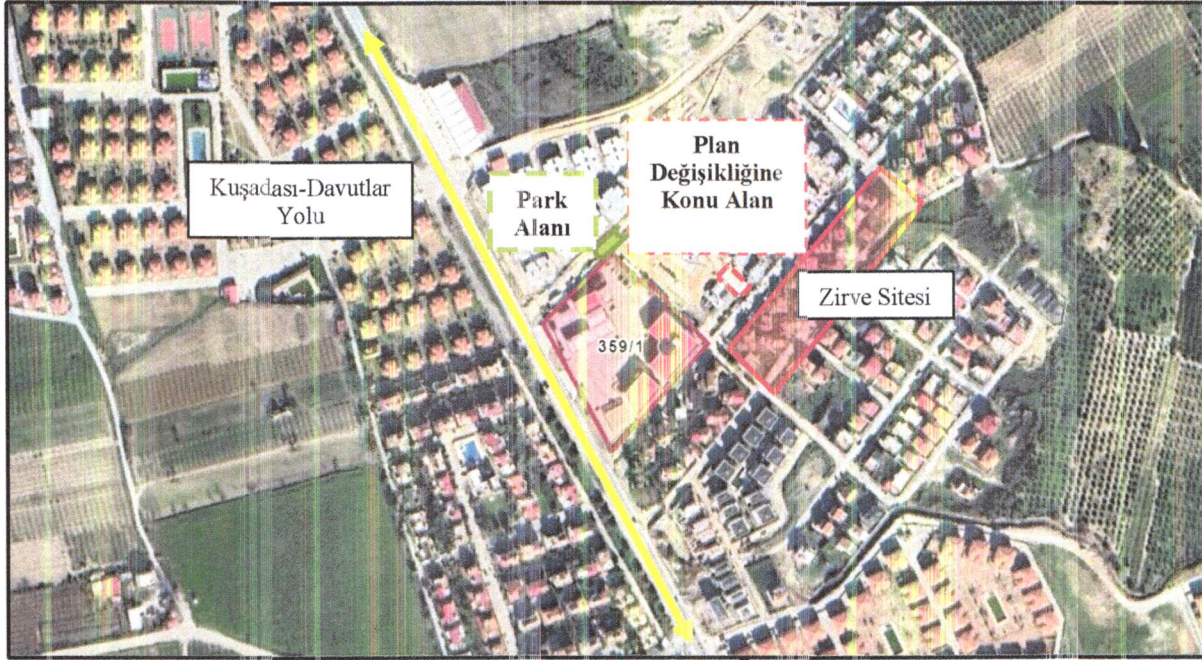 Plan
Değişikliğine
Konu Alan
Kuşadası-Davutlar
Yolu
Park
Alanı
Zirve Sitesi
359/1